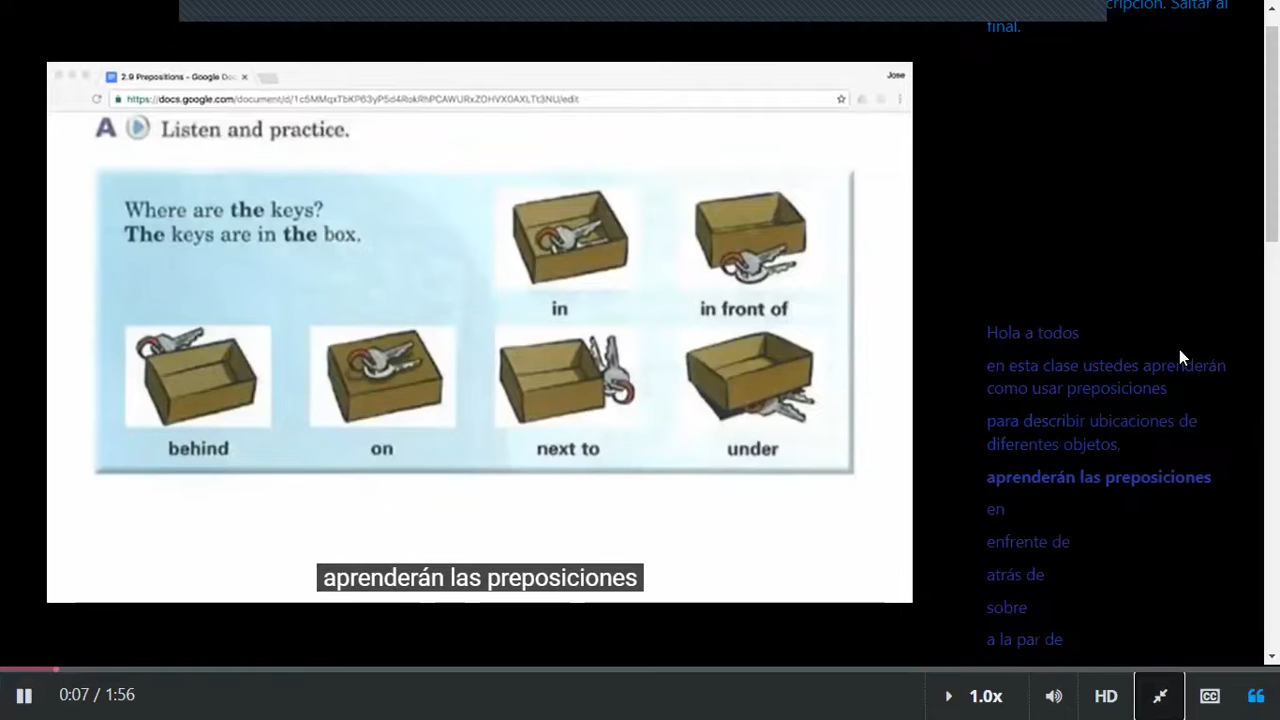 cripción. Saltar al
final.
2.9 Prepositions - Google Doc
Jose
A Listen and practice.
Where are the keys?
The keys are in the box.
in
in front of
behind
on
next to
under
aprenderán las preposiciones
Hola a todos
en esta clase ustedes aprenderán
como usar preposiciones
para describir ubicaciones de
diferentes objetos,
aprenderán las preposiciones
en
enfrente de
atrás de
sobre
a la par de
0:07 / 1:56
1.0x
HD
CC